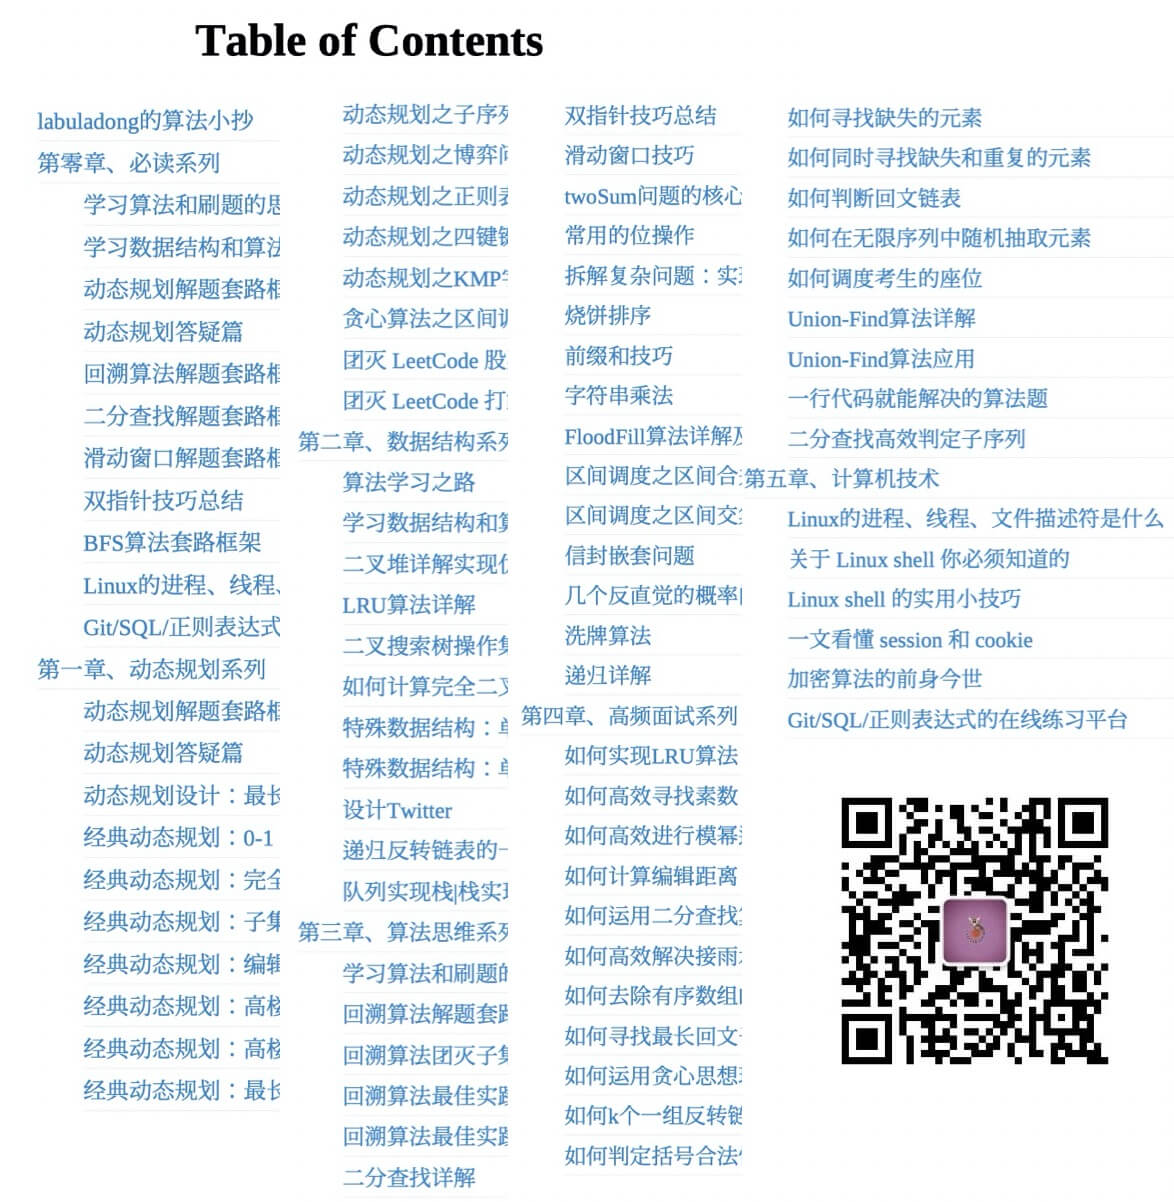 Table of Contents
labuladong的算法小抄
第零章、必读系列
学习算法和刷题的思
学习数据结构和算法
动态规划解题套路框
动态规划答疑篇
回溯算法解题套路框
二分查找解题套路框
滑动窗口解题套路框
双指针技巧总结
BFS算法套路框架
Linux的进程、线程、
Git/SQL/正则表达式
第一章、动态规划系列
动态规划解题套路框
动态规划答疑篇
动态规划设计：最长
经典动态规划：0-1
经典动态规划：完全
经典动态规划：子集
经典动态规划：编辑
经典动态规划：高楼
经典动态规划：高楼
经典动态规划：最长
动态规划之子序列
动态规划之博弈问
动态规划之正则表
动态规划之四键键
动态规划之KMP字
贪心算法之区间调
团灭 LeetCode 股
团灭 LeetCode 打
第二章、数据结构系列
算法学习之路
学习数据结构和算
二叉堆详解实现优
LRU算法详解
二叉搜索树操作集
如何计算完全二叉
特殊数据结构：单
特殊数据结构：单
设计Twitter
递归反转链表的一
队列实现栈|栈实现
第三章、算法思维系列
学习算法和刷题的
回溯算法解题套路
回溯算法团灭子集
回溯算法最佳实践
回溯算法最佳实践
二分查找详解
双指针技巧总结
滑动窗口技巧
twoSum问题的核心
常用的位操作
拆解复杂问题：实现
烧饼排序
前缀和技巧
字符串乘法
FloodFill算法详解及
区间调度之区间合并
区间调度之区间交集
信封嵌套问题
几个反直觉的概率问
洗牌算法
递归详解
第四章、高频面试系列
如何实现LRU算法
如何高效寻找素数
如何高效进行模幂运
如何计算编辑距离
如何运用二分查找算
如何高效解决接雨水
如何去除有序数组的
如何寻找最长回文子
如何运用贪心思想玩
如何k个一组反转链
如何判定括号合法性
如何寻找缺失的元素
如何同时寻找缺失和重复的元素
如何判断回文链表
如何在无限序列中随机抽取元素
如何调度考生的座位
Union-Find算法详解
Union-Find算法应用
一行代码就能解决的算法题
二分查找高效判定子序列
第五章、计算机技术
Linux的进程、线程、文件描述符是什么
关于 Linux shell 你必须知道的
Linux shell 的实用小技巧
一文看懂 session 和 cookie
加密算法的前身今世
Git/SQL/正则表达式的在线练习平台